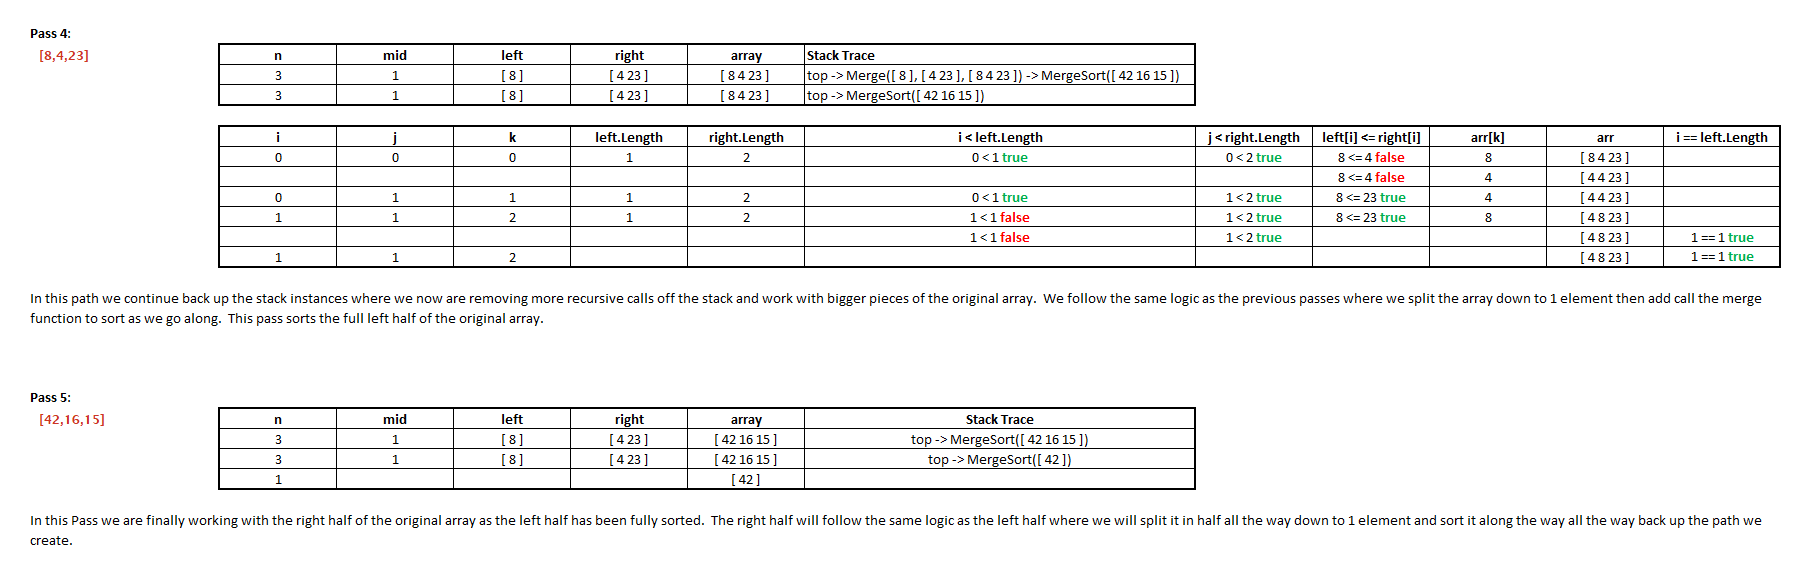 Pass 4:
[8,4,23]
n mid left right array Stack Trace
3 1 [ 8 ] [ 4 23 ] [ 8 4 23 ] top -> Merge([ 8 ], [ 4 23 ], [ 8 4 23 ]) -> MergeSort([ 42 16 15 ])
3 1 [ 8 ] [ 4 23 ] [ 8 4 23 ] top -> MergeSort([ 42 16 15 ])
i j k left.Length right.Length i < left.Length j < right.Length left[i] <= right[i] arr[k] arr i == left.Length
0 0 0 1 2 0 < 1 true 0 < 2 true 8 <= 4 false 8 [ 8 4 23 ]
8 <= 4 false 4 [ 4 4 23 ]
0 1 1 1 2 0 < 1 true 1 < 2 true 8 <= 23 true 4 [ 4 4 23 ]
1 1 2 1 2 1 < 1 false 1 < 2 true 8 <= 23 true 8 [ 4 8 23 ]
1 < 1 false 1 < 2 true [ 4 8 23 ] 1 == 1 true
1 1 2 [ 4 8 23 ] 1 == 1 true
In this path we continue back up the stack instances where we now are removing more recursive calls off the stack and work with bigger pieces of the original array.  We follow the same logic as the previous passes where we split the array down to 1 element then add call the merge
function to sort as we go along.  This pass sorts the full left half of the original array.
Pass 5:
[42,16,15]
n mid left right array Stack Trace
3 1 [ 8 ] [ 4 23 ] [ 42 16 15 ] top -> MergeSort([ 42 16 15 ])
3 1 [ 8 ] [ 4 23 ] [ 42 16 15 ] top -> MergeSort([ 42 ])
1 [ 42 ]
In this Pass we are finally working with the right half of the original array as the left half has been fully sorted.  The right half will follow the same logic as the left half where we will split it in half all the way down to 1 element and sort it along the way all the way back up the path we
create.